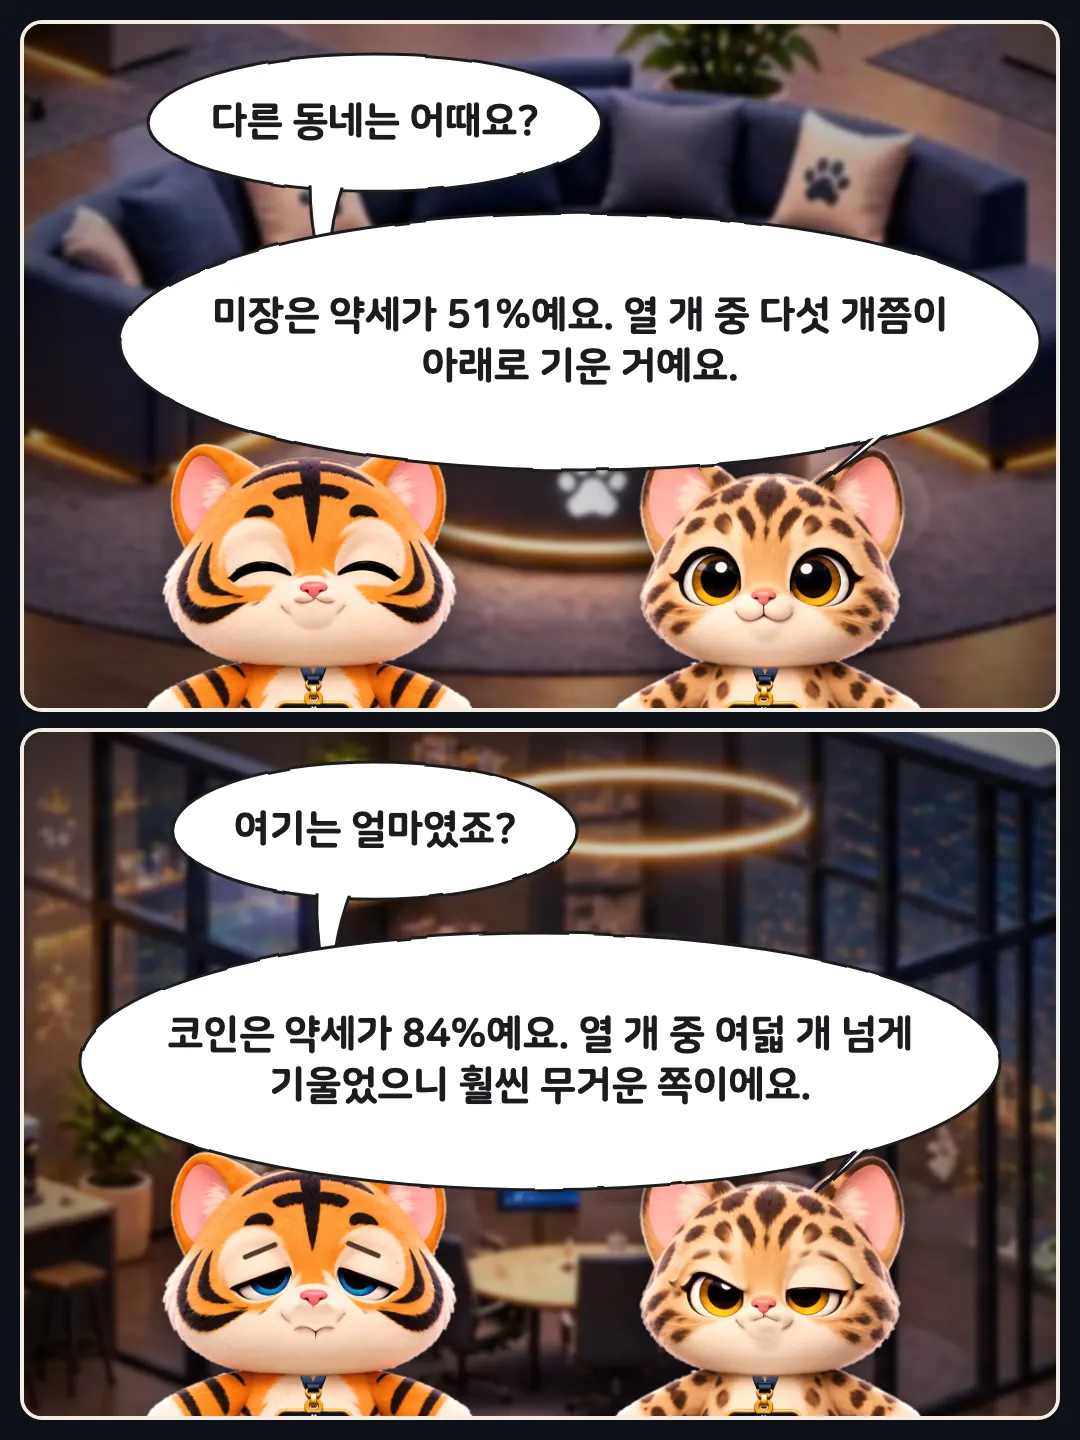 다른 동네는 어때요?
미장은 약세가 51%예요. 열 개 중 다섯 개쯤이
아래로 기운 거예요.
여기는 얼마였죠?
코인은 약세가 84%예요. 열 개 중 여덟 개 넘게
기울었으니 훨씬 무거운 쪽이에요.